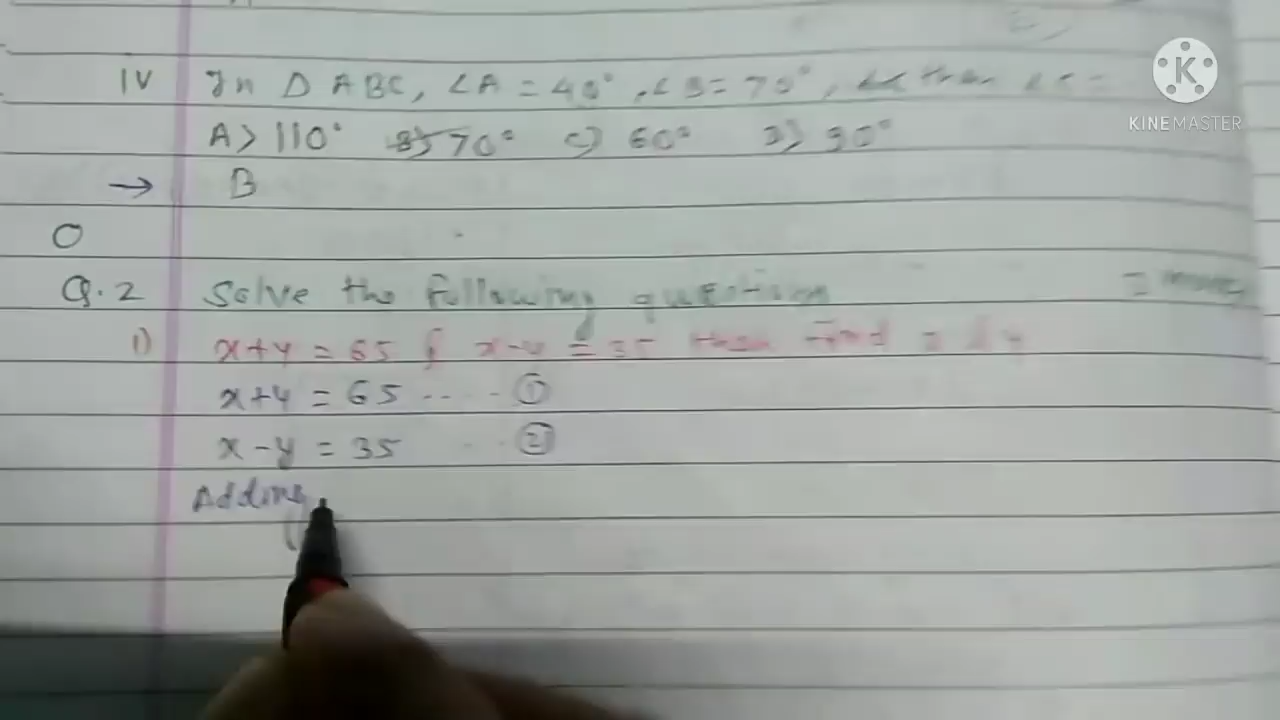 IV In Δ ABC, ∠A = 40°, ∠B = 70°, then ∠C =
A> 110° B) 70° C) 60° D) 90°
→ B
Q.2 Solve the following questions
1) x+y = 65 & x-y = 35 then find x & y
x+y = 65 .... ①
x-y = 35 .. ②
Adding
KINEMASTER